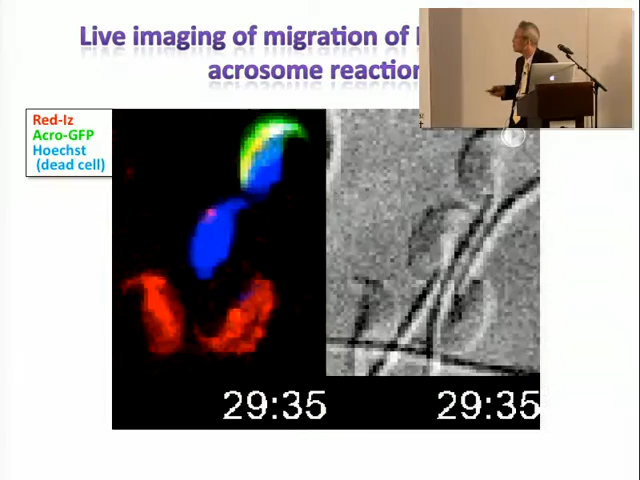 Live imaging of migration of
acrosome reaction
Red-Iz
Acro-GFP
Hoechst
(dead cell)
29:35
29:35